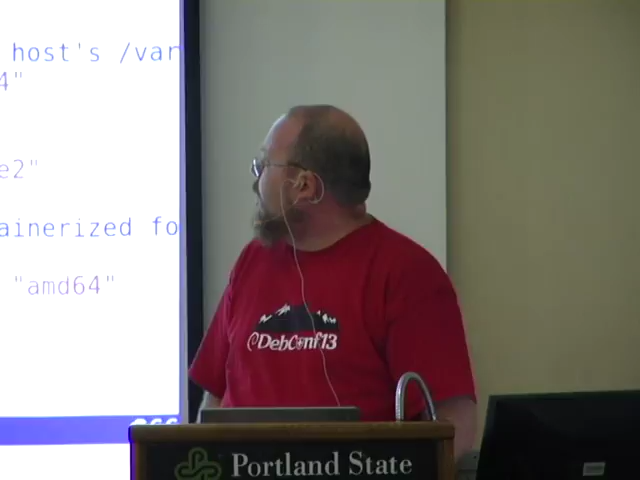 host's /var
4"
e2"
ainerized fo
"amd64"
DebConf13
Portland State